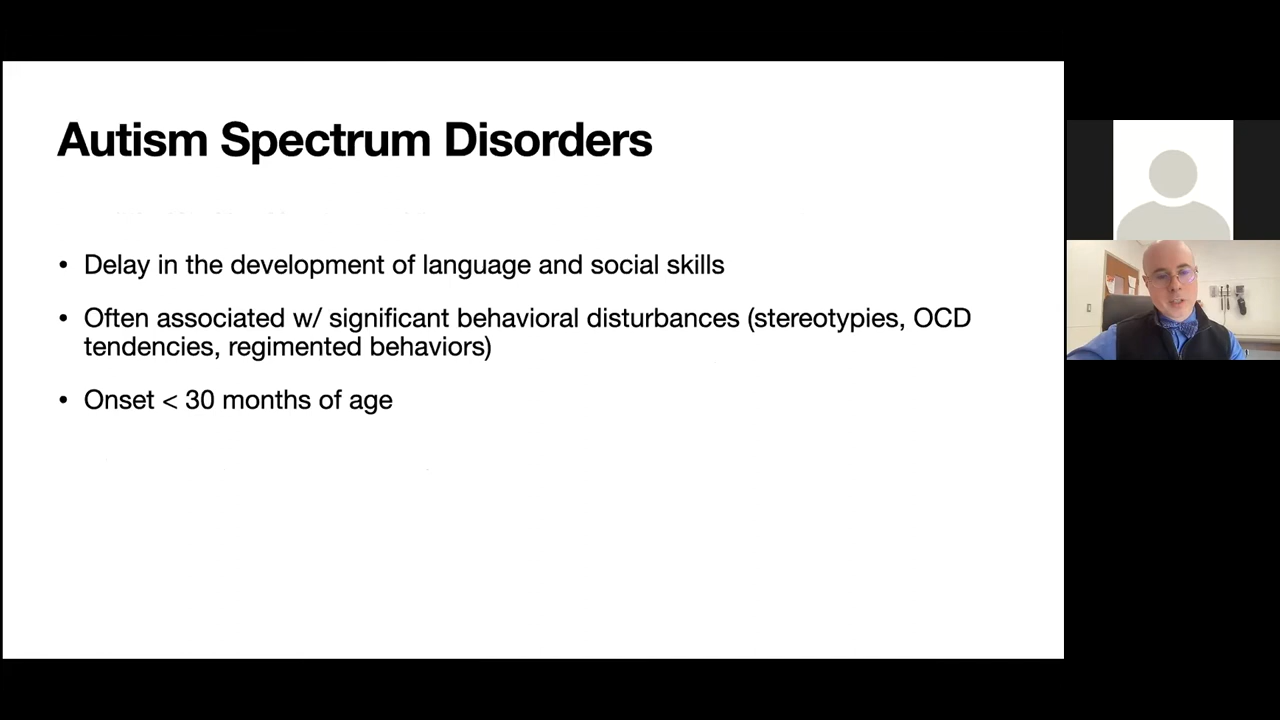 Autism Spectrum Disorders
• Delay in the development of language and social skills
• Often associated w/ significant behavioral disturbances (stereotypies, OCD
tendencies, regimented behaviors)
• Onset < 30 months of age